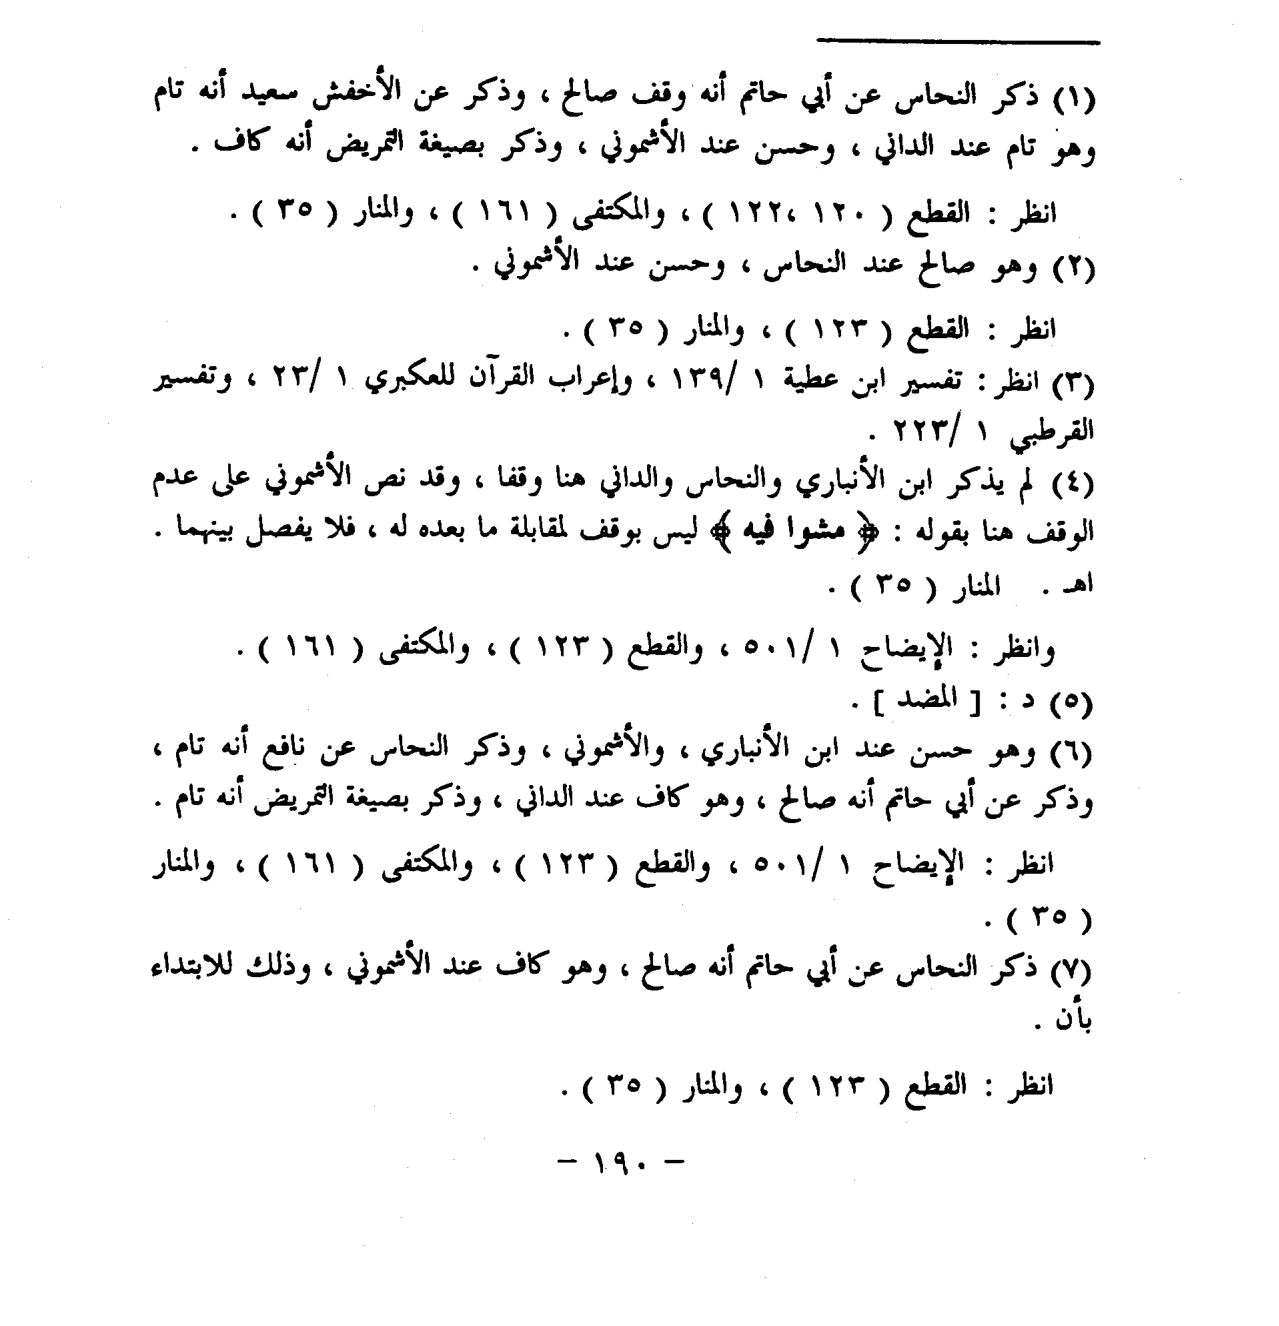 (١) ذكر النحاس عن أبي حاتم أنه وقف صالح ، وذكر عن الأخفش سعيد أنه تام
وهو تام عند الداني ، وحسن عند الأشموني ، وذكر بصيغة التمريض أنه كاف .
انظر : القطع ( ١٢٠ ،١٢٢ ) ، والمكتفى ( ١٦١ ) ، والمنار ( ٣٥ ) .
(٢) وهو صالح عند النحاس ، وحسن عند الأشموني .
انظر : القطع ( ١٢٣ ) ، والمنار ( ٣٥ ) .
(٣) انظر : تفسير ابن عطية ١ /١٣٩ ، وإعراب القرآن للعكبري ١ /٢٣ ، وتفسير
القرطبي ١ /٢٢٣ .
(٤) لم يذكر ابن الأنباري والنحاس والداني هنا وقفا ، وقد نص الأشموني على عدم
الوقف هنا بقوله : ﴿ مشوا فيه ﴾ ليس بوقف لمقابلة ما بعده له ، فلا يفصل بينهما .
اهـ . المنار ( ٣٥ ) .
وانظر : الإيضاح ١ /٥٠١ ، والقطع ( ١٢٣ ) ، والمكتفى ( ١٦١ ) .
(٥) د : [ المضد ] .
(٦) وهو حسن عند ابن الأنباري ، والأشموني ، وذكر النحاس عن نافع أنه تام ،
وذكر عن أبي حاتم أنه صالح ، وهو كاف عند الداني ، وذكر بصيغة التمريض أنه تام .
انظر : الإيضاح ١ /٥٠١ ، والقطع ( ١٢٣ ) ، والمكتفى ( ١٦١ ) ، والمنار
( ٣٥ ) .
(٧) ذكر النحاس عن أبي حاتم أنه صالح ، وهو كاف عند الأشموني ، وذلك للابتداء
بأن .
انظر : القطع ( ١٢٣ ) ، والمنار ( ٣٥ ) .
– ١٩٠ –